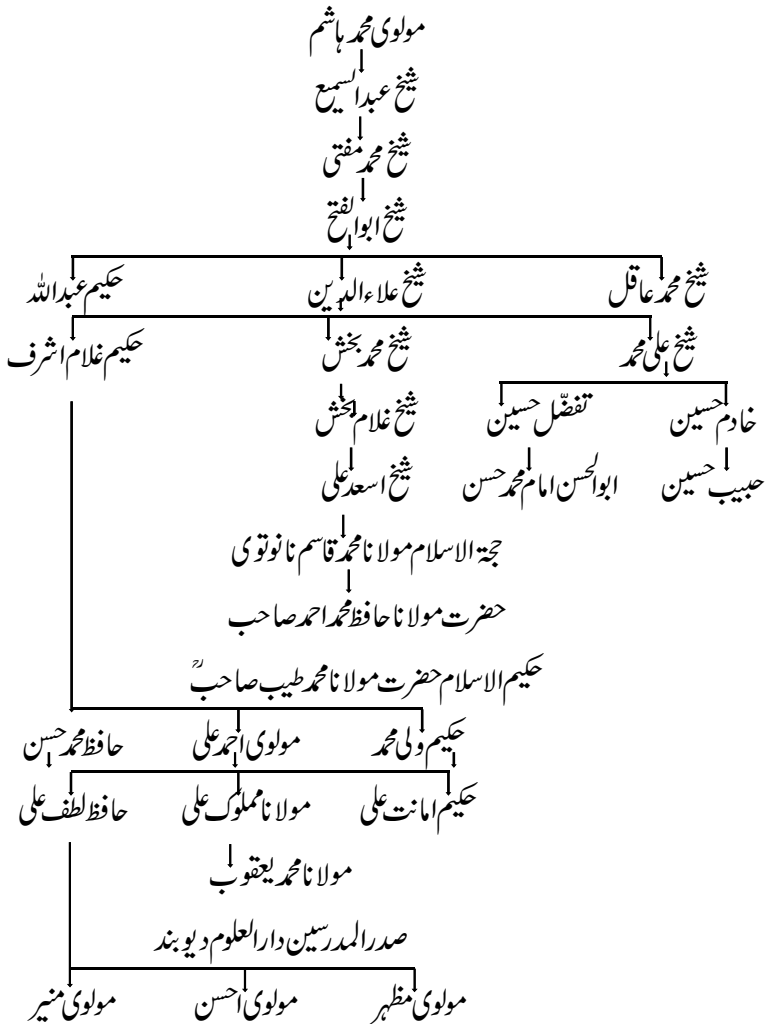 مولوی محمد ہاشم
شیخ عبدالسمیع
شیخ محمد مفتی
شیخ ابوالفتح
شیخ محمد عاقل شیخ علاءالدین حکیم عبداللہ
شیخ علی محمد شیخ محمد بخش حکیم غلام اشرف
خادم حسین تفضّل حسین شیخ غلام بخش
حبیب حسین ابوالحسن امام محمد حسن شیخ اسعد علی
حجۃ الاسلام مولانا محمد قاسم نانوتوی
حضرت مولانا حافظ محمد احمد صاحب
حکیم الاسلام حضرت مولانا محمد طیب صاحبؒ
حکیم ولی محمد مولوی احمد علی حافظ محمد حسن
حکیم امانت علی مولانا مملوک علی حافظ لطف علی
مولانا محمد یعقوب
صدر المدرسین دارالعلوم دیوبند
مولوی مظہر مولوی احسن مولوی منیر